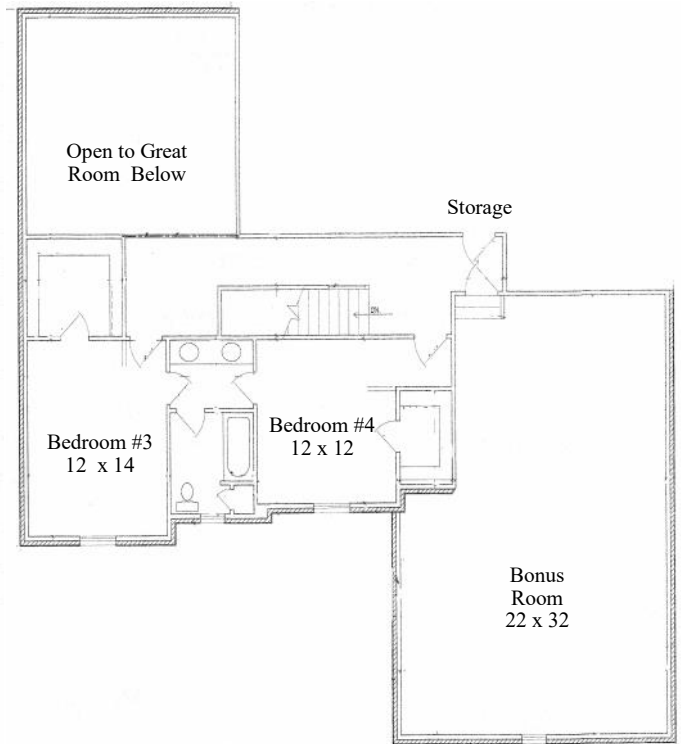 Open to Great
Room Below
Storage
Bedroom #3
12 x 14
Bedroom #4
12 x 12
Bonus
Room
22 x 32